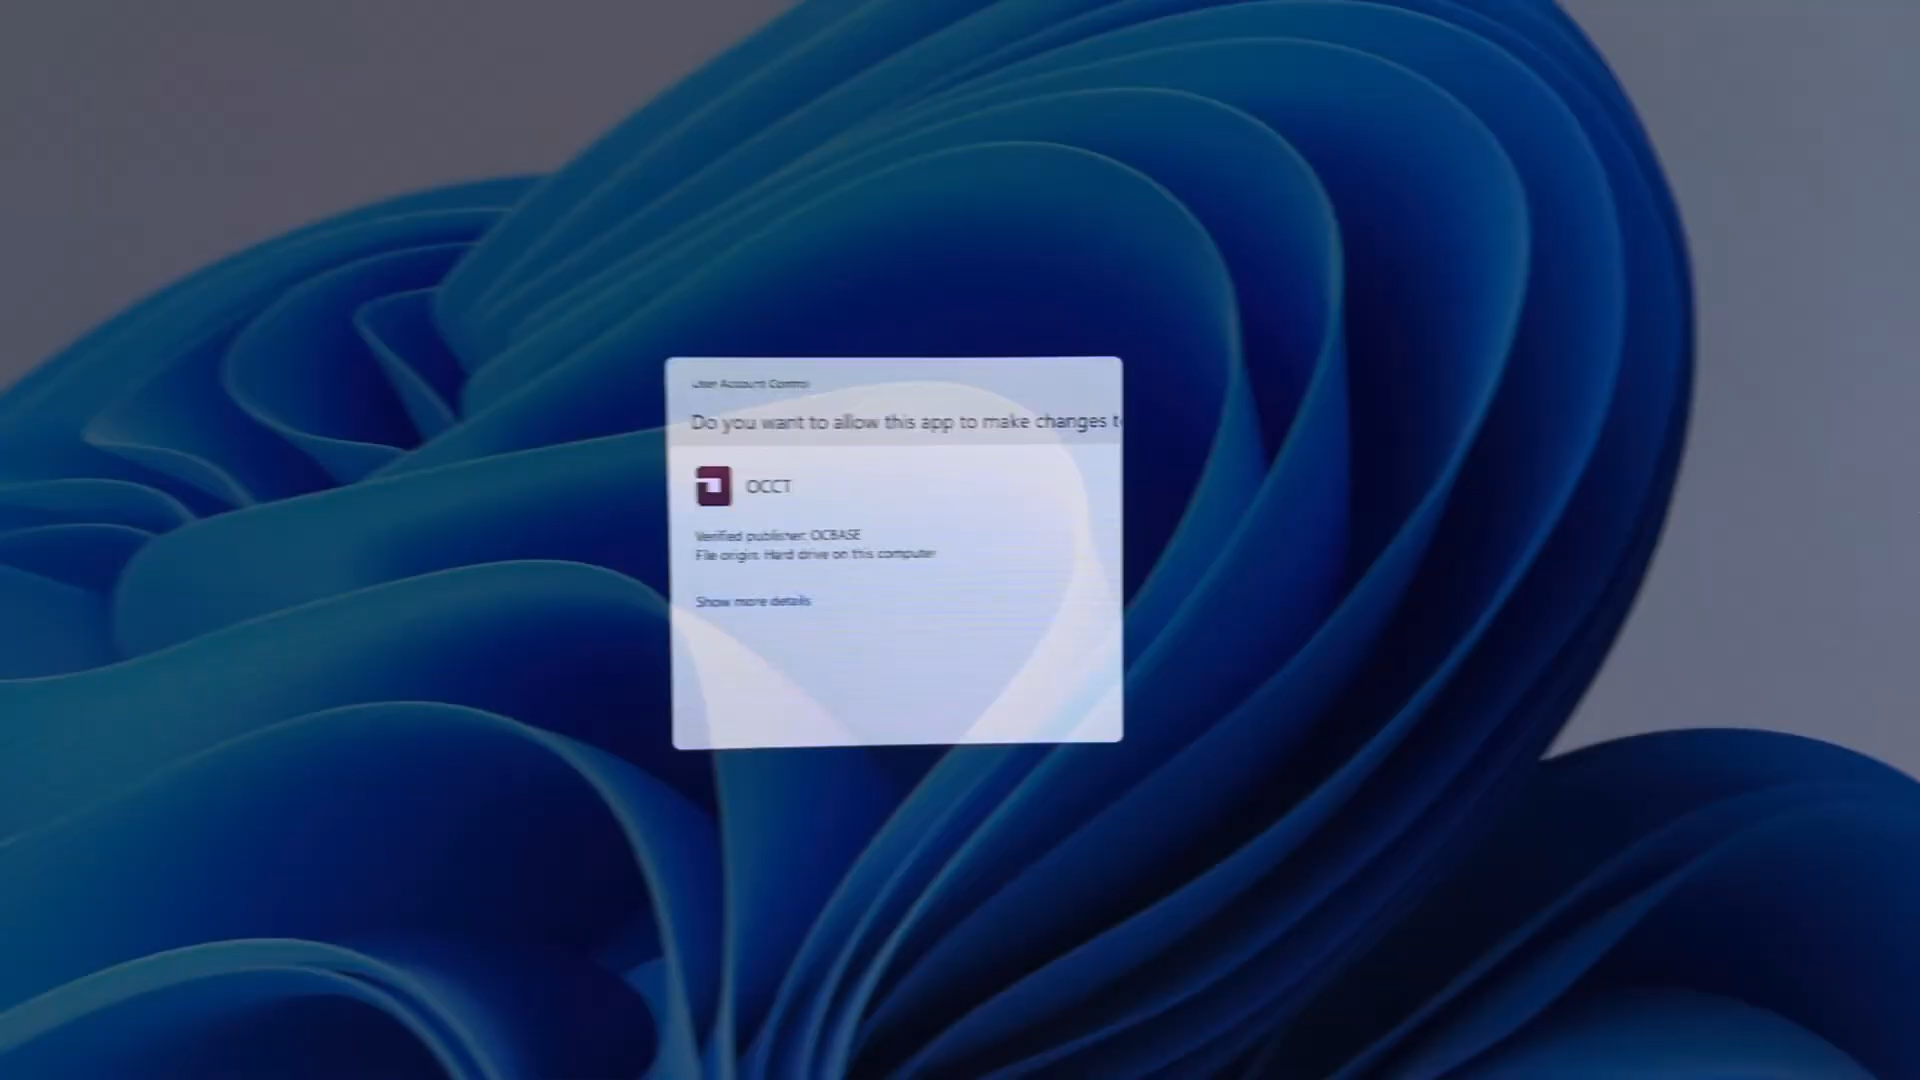 User Account Control
Do you want to allow this app to make changes t
OCCT
Verified publisher: OCBASE
File origin: Hard drive on this computer
Show more details